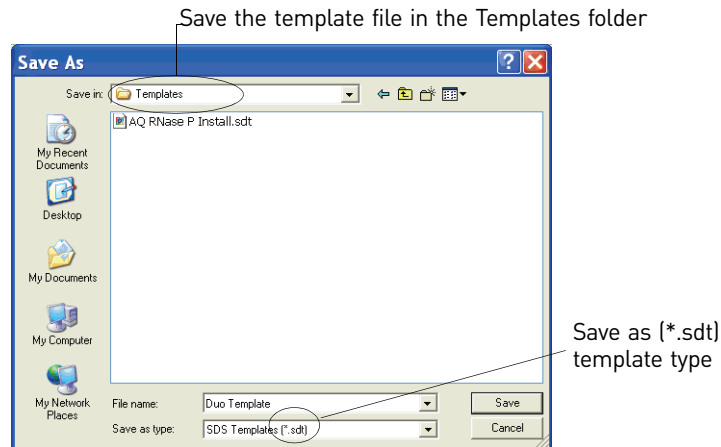 Save the template file in the Templates folder
Save As
Save in:
Templates
AQ RNase P Install.sdt
My Recent
Documents
Desktop
My Documents
My Computer
My Network
Places
File name:
Duo Template
Save
Save as type:
SDS Templates (*.sdt)
Cancel
Save as (*.sdt)
template type